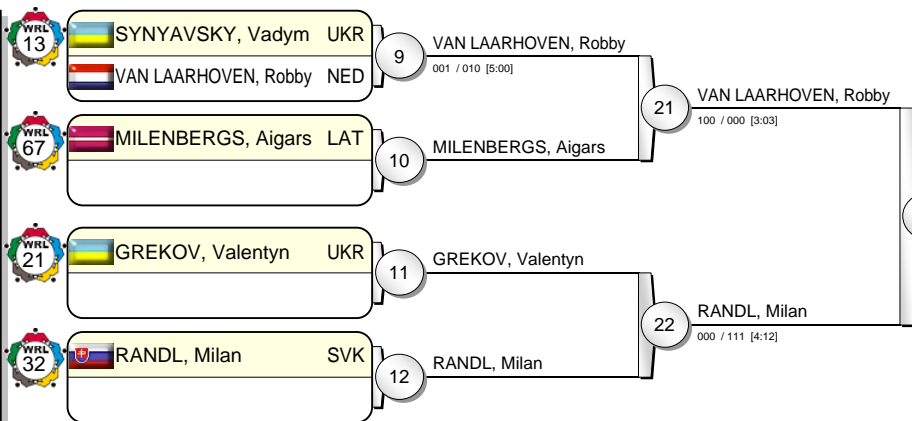 WRL
13
SYNYAVSKY, Vadym UKR
VAN LAARHOVEN, Robby NED
9
VAN LAARHOVEN, Robby
001 / 010 [5:00]
WRL
67
MILENBERGS, Aigars LAT
10
MILENBERGS, Aigars
21
VAN LAARHOVEN, Robby
100 / 000 [3:03]
WRL
21
GREKOV, Valentyn UKR
11
GREKOV, Valentyn
WRL
32
RANDL, Milan SVK
12
RANDL, Milan
22
RANDL, Milan
000 / 111 [4:12]